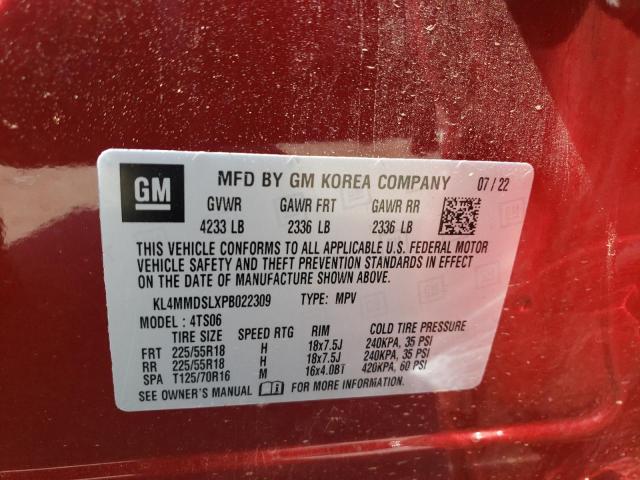 GM MFD BY GM KOREA COMPANY 07/22
GVWR GAWR FRT GAWR RR
4233 LB 2336 LB 2336 LB
THIS VEHICLE CONFORMS TO ALL APPLICABLE U.S. FEDERAL MOTOR
VEHICLE SAFETY AND THEFT PREVENTION STANDARDS IN EFFECT
ON THE DATE OF MANUFACTURE SHOWN ABOVE.
KL4MMDSLXPB022309 TYPE: MPV
MODEL: 4TS06
TIRE SIZE SPEED RTG RIM COLD TIRE PRESSURE
FRT 225/55R18 H 18x7.5J 240KPA, 35 PSI
RR 225/55R18 H 18x7.5J 240KPA, 35 PSI
SPA T125/70R16 M 16x4.0BT 420KPA, 60 PSI
SEE OWNER'S MANUAL FOR MORE INFORMATION.